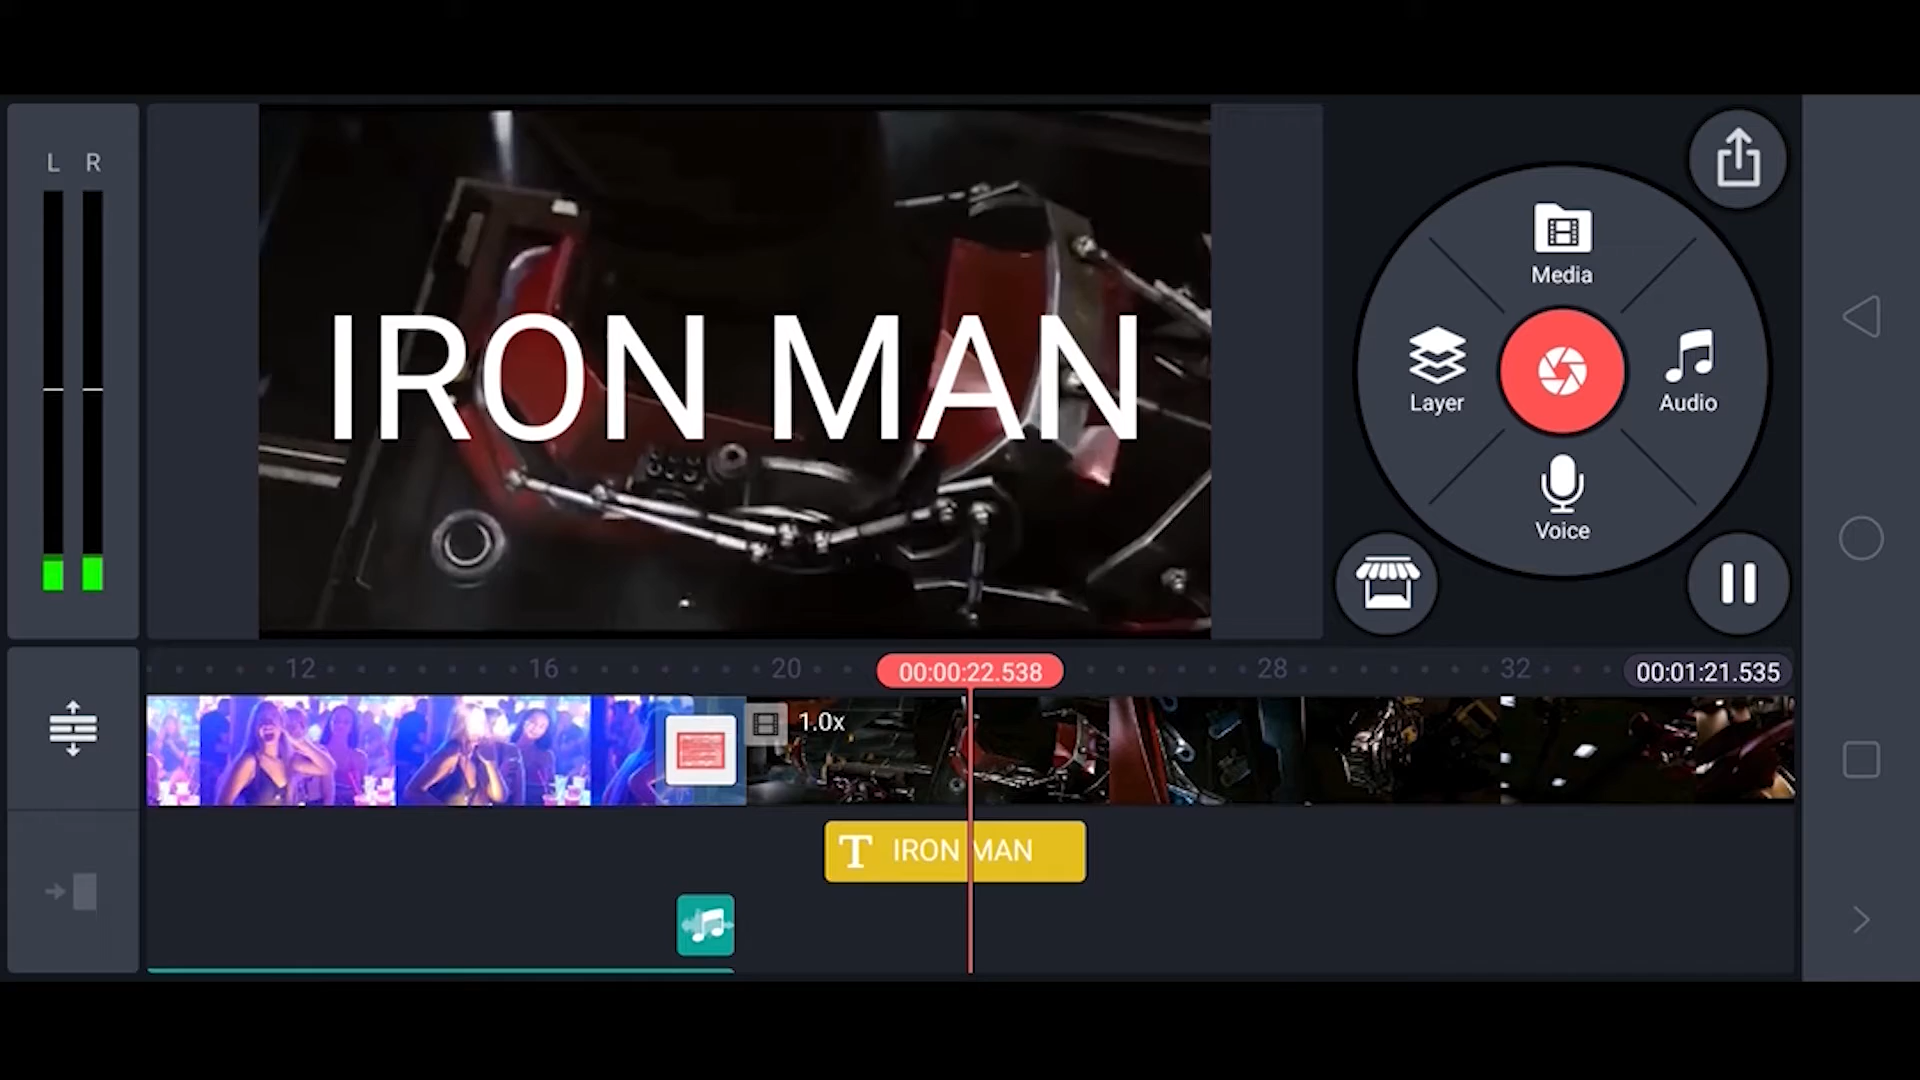 L R
IRON MAN
Media
Layer
Audio
Voice
12 16 20 00:00:22.538 28 32 00:01:21.535
1.0x
T IRON MAN